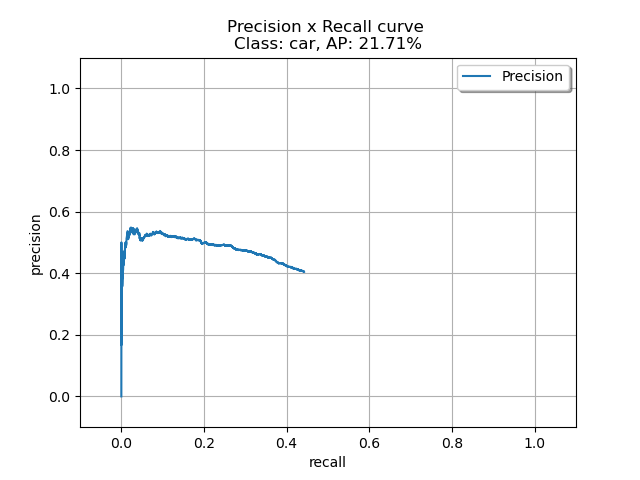 Precision x Recall curve
Class: car, AP: 21.71%
Precision
1.0
0.8
0.6
0.4
0.2
0.0
precision
0.0 0.2 0.4 0.6 0.8 1.0
recall